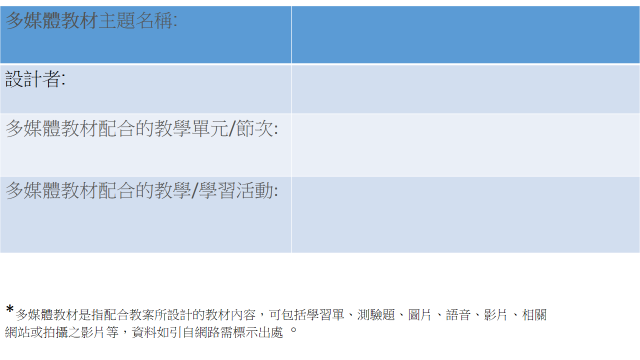 多媒體教材主題名稱:
設計者:
多媒體教材配合的教學單元/節次:
多媒體教材配合的教學/學習活動:
*多媒體教材是指配合教案所設計的教材內容，可包括學習單、測驗題、圖片、語音、影片、相關
網站或拍攝之影片等，資料如引自網路需標示出處。